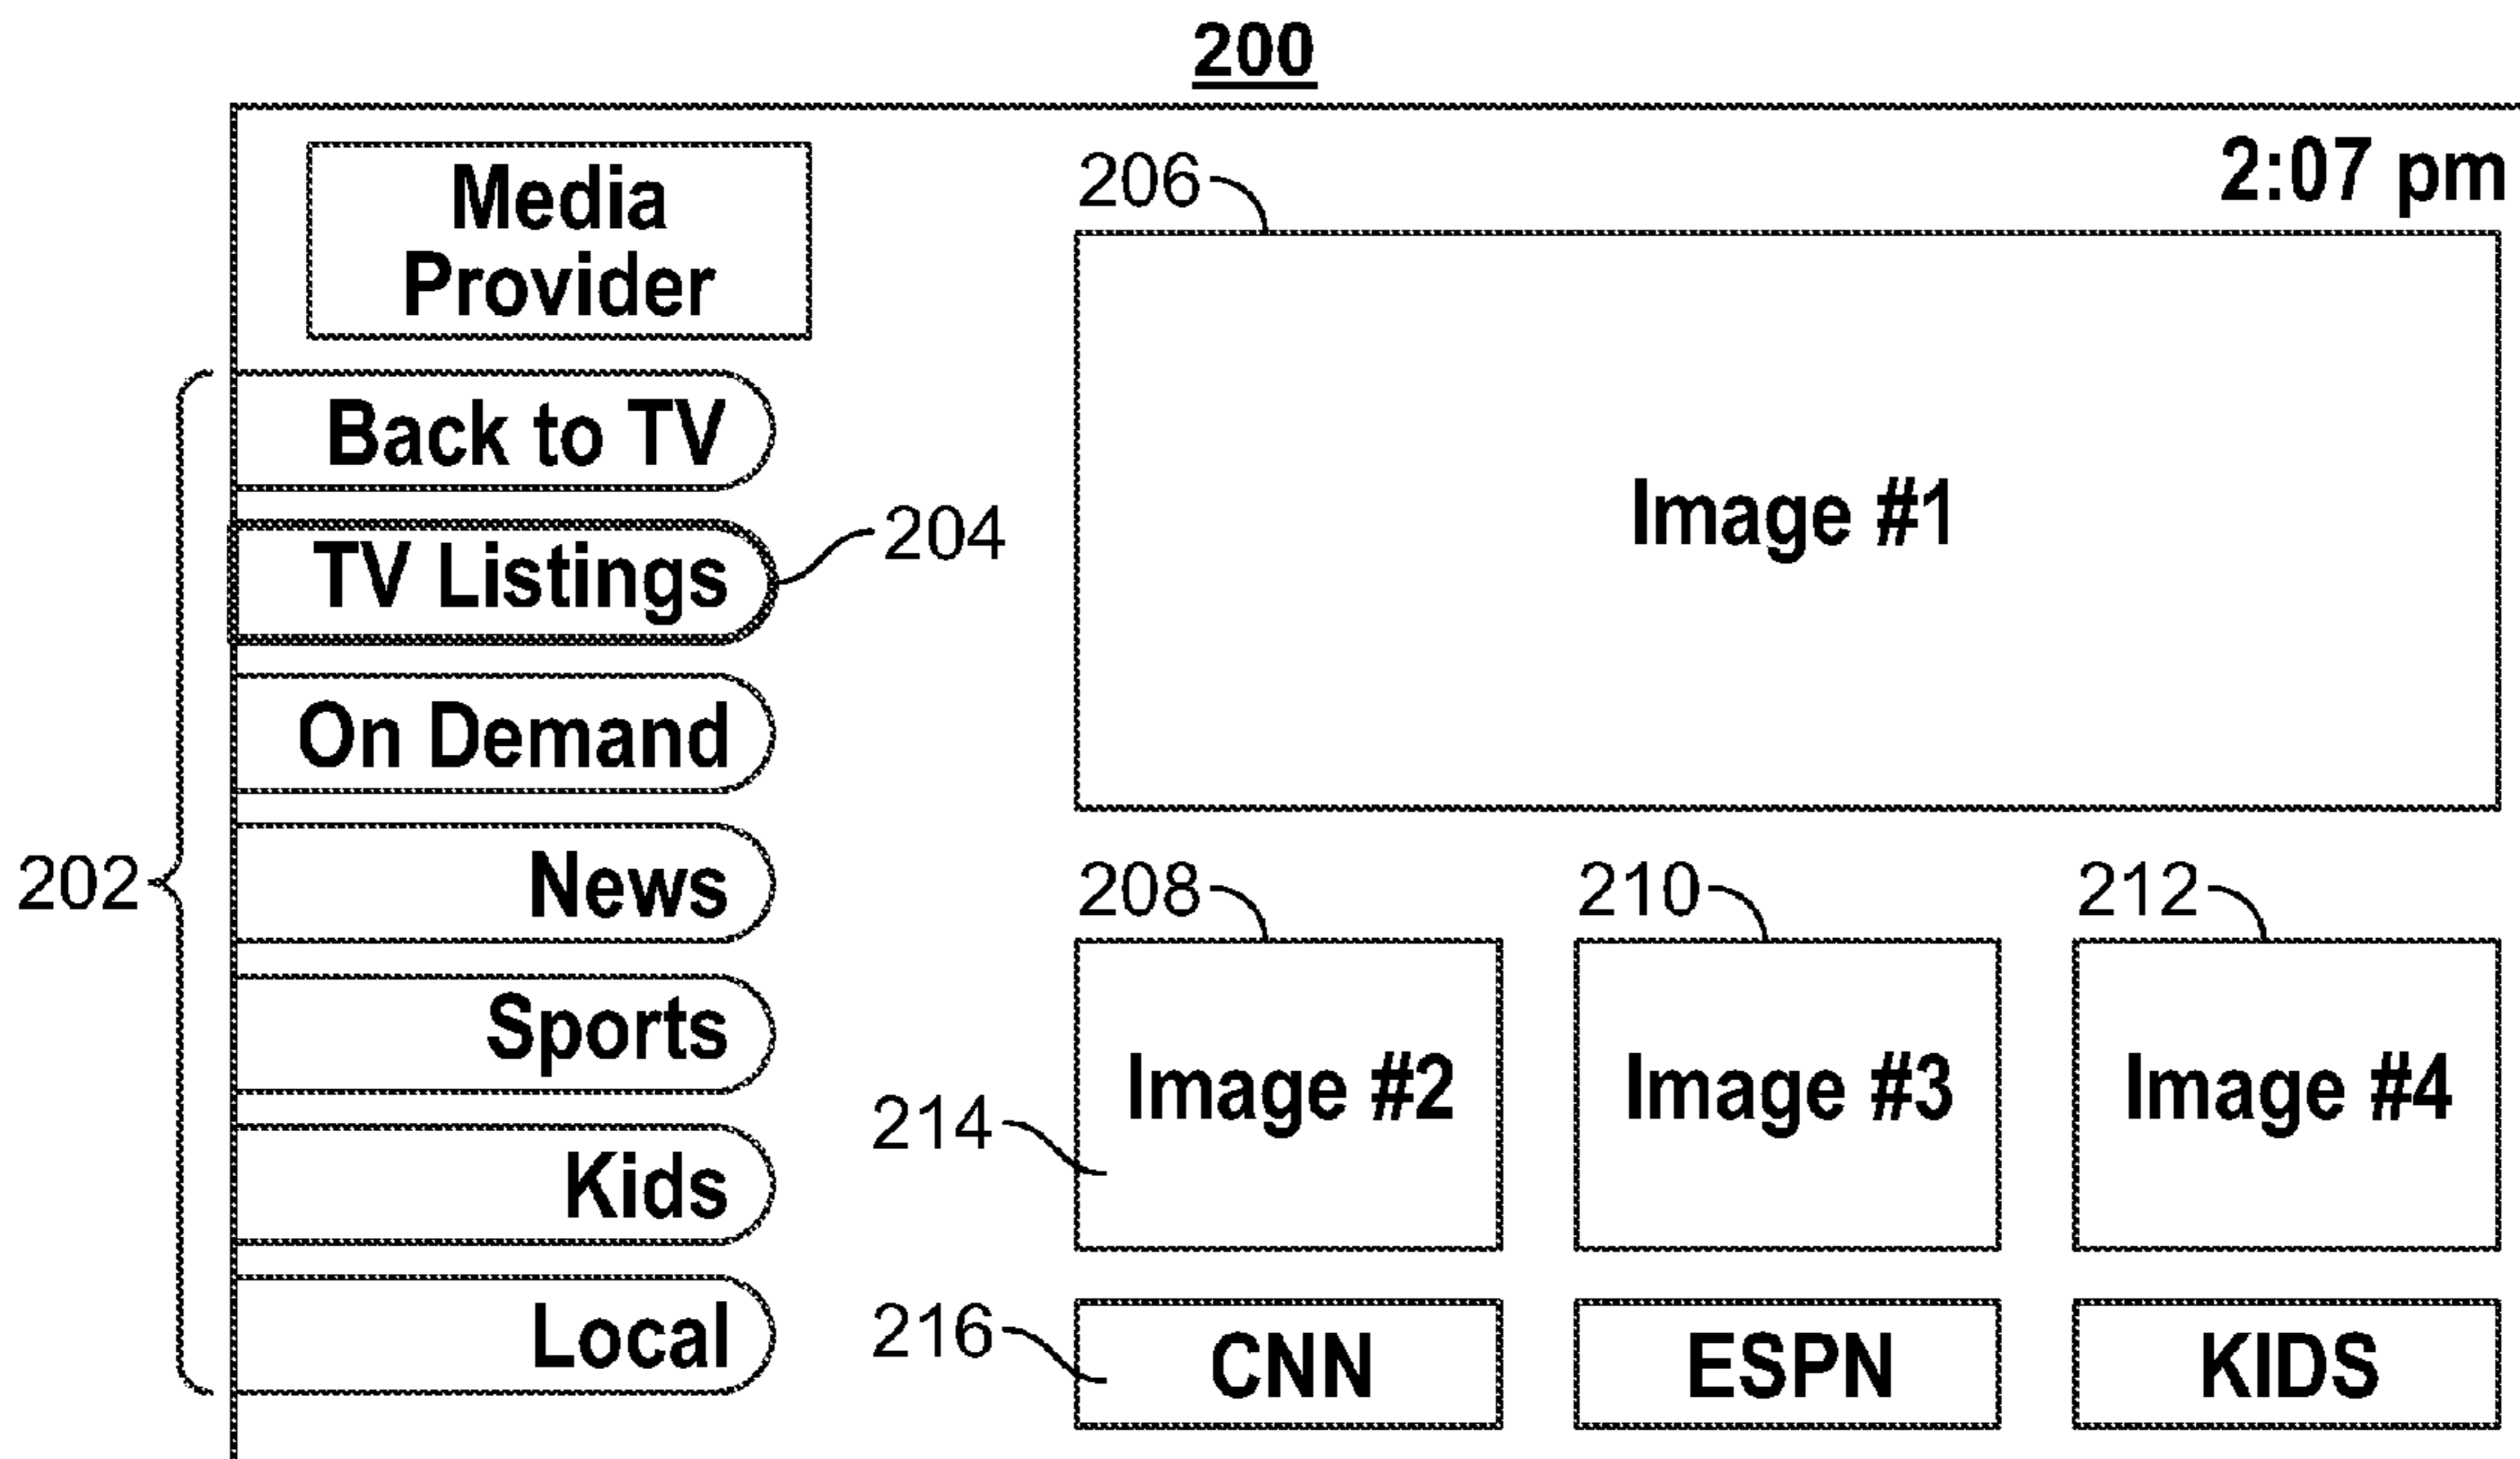 200
2:07 pm
Media
Provider
206
Image #1
Back to TV
TV Listings
204
On Demand
202
News
Sports
Kids
Local
208
210
212
Image #2
Image #3
Image #4
214
216
CNN
ESPN
KIDS